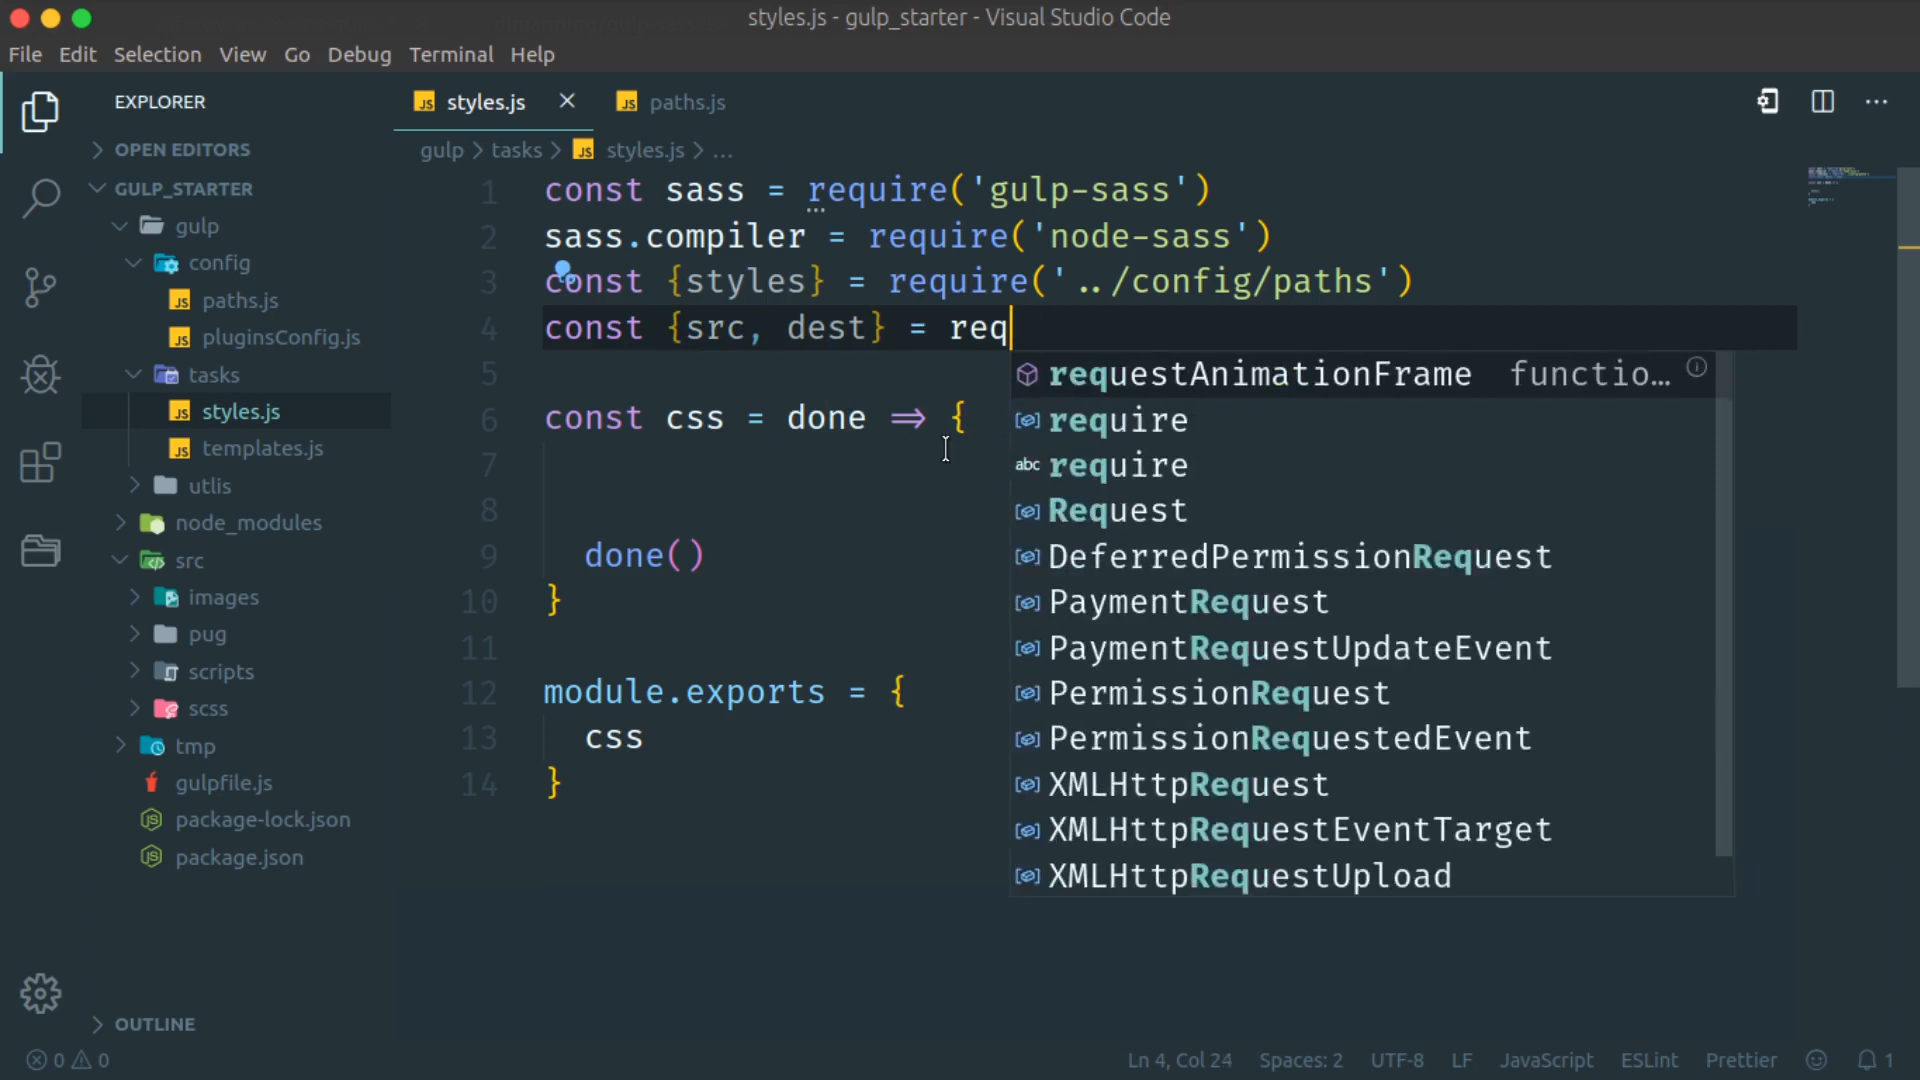 styles.js - gulp_starter - Visual Studio Code
File Edit Selection View Go Debug Terminal Help
EXPLORER
OPEN EDITORS
GULP_STARTER
gulp
config
paths.js
pluginsConfig.js
tasks
styles.js
templates.js
utlis
node_modules
src
images
pug
scripts
scss
tmp
gulpfile.js
package-lock.json
package.json
OUTLINE
styles.js
paths.js
gulp > tasks > styles.js > ...
1 const sass = require('gulp-sass')
2 sass.compiler = require('node-sass')
3 const {styles} = require('../config/paths')
4 const {src, dest} = req
5
6 const css = done => {
7
8
9 done()
10 }
11
12 module.exports = {
13 css
14 }
requestAnimationFrame functio...
require
abc require
Request
DeferredPermissionRequest
PaymentRequest
PaymentRequestUpdateEvent
PermissionRequest
PermissionRequestedEvent
XMLHttpRequest
XMLHttpRequestEventTarget
XMLHttpRequestUpload
0 0 Ln 4, Col 24 Spaces: 2 UTF-8 LF JavaScript ESLint Prettier 1